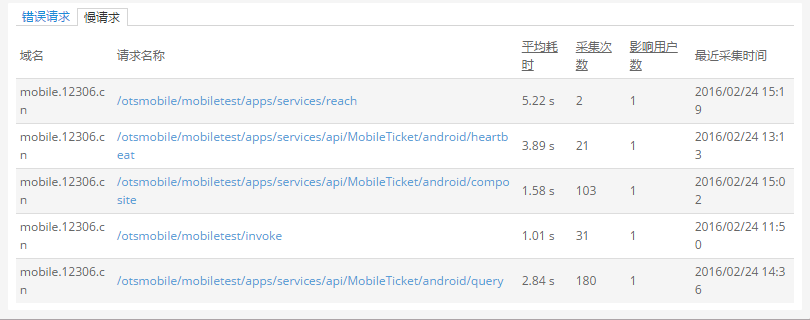 错误请求 慢请求
域名 请求名称 平均耗时 采集次数 影响用户数 最近采集时间
mobile.12306.cn /otsmobile/mobiletest/apps/services/reach 5.22 s 2 1 2016/02/24 15:19
mobile.12306.cn /otsmobile/mobiletest/apps/services/api/MobileTicket/android/heartbeat 3.89 s 21 1 2016/02/24 13:13
mobile.12306.cn /otsmobile/mobiletest/apps/services/api/MobileTicket/android/composite 1.58 s 103 1 2016/02/24 15:02
mobile.12306.cn /otsmobile/mobiletest/invoke 1.01 s 31 1 2016/02/24 11:50
mobile.12306.cn /otsmobile/mobiletest/apps/services/api/MobileTicket/android/query 2.84 s 180 1 2016/02/24 14:36